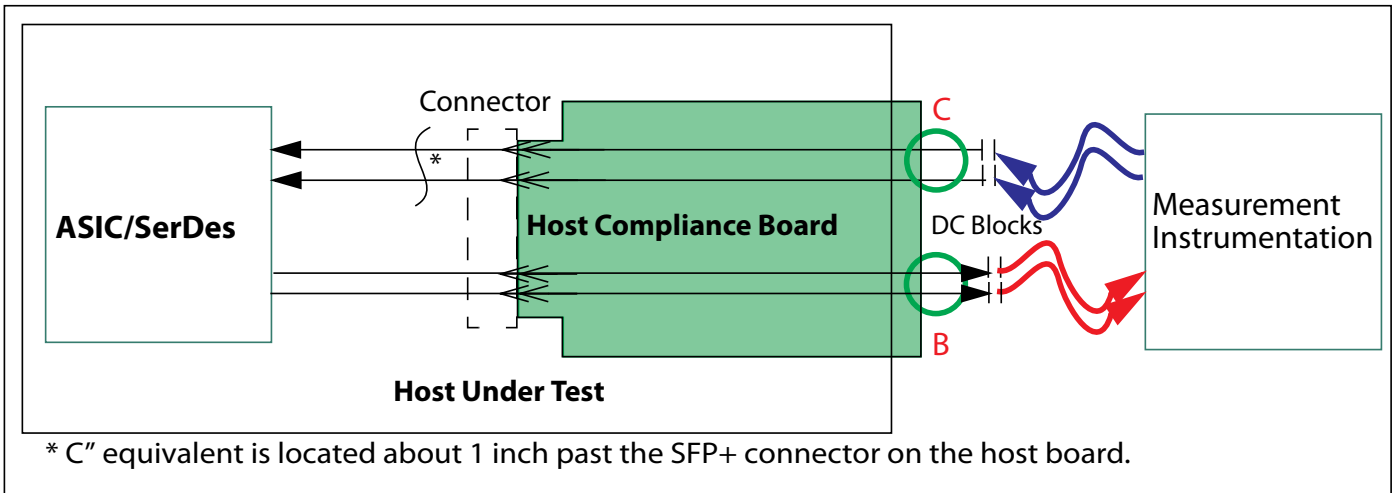 Connector
C
*
ASIC/SerDes
Host Compliance Board
DC Blocks
Measurement
Instrumentation
B
Host Under Test
* C″ equivalent is located about 1 inch past the SFP+ connector on the host board.